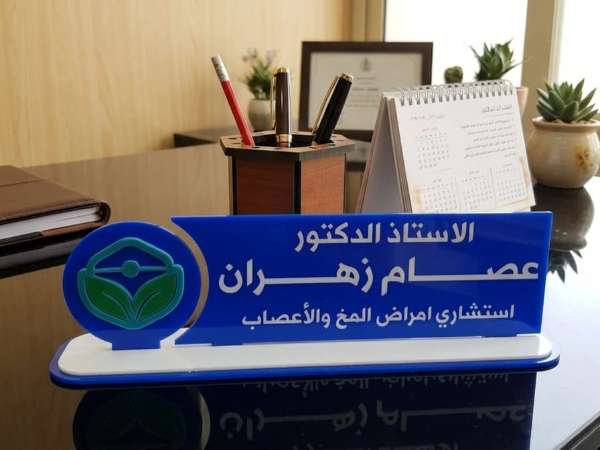 الاستاذ الدكتور
عصام زهران
استشاري امراض المخ والأعصاب